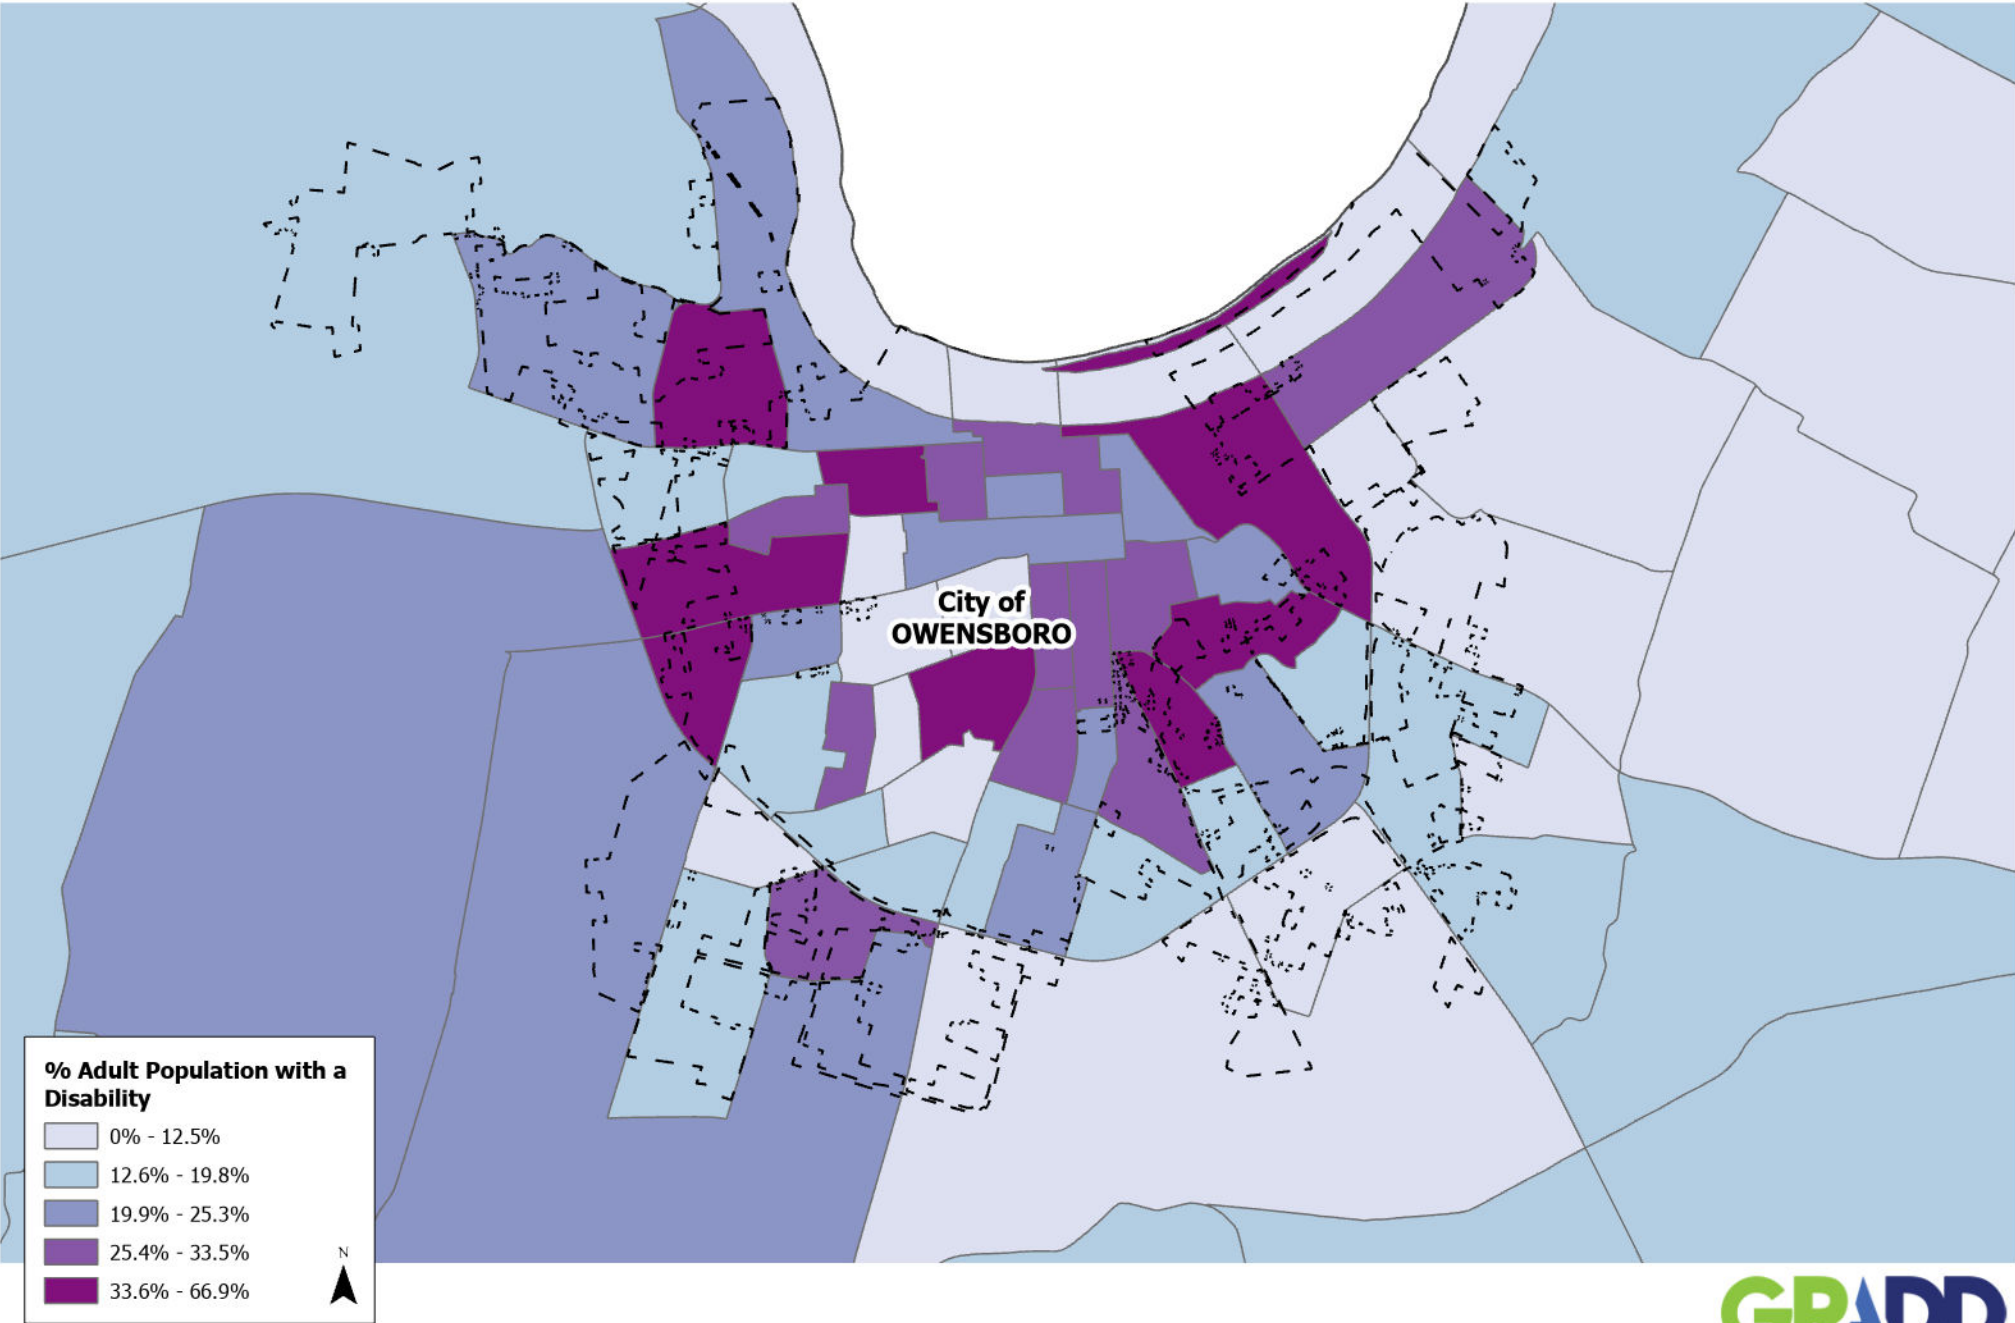 City of
OWENSBORO
% Adult Population with a
Disability
0% - 12.5%
12.6% - 19.8%
19.9% - 25.3%
25.4% - 33.5%
33.6% - 66.9%
N
GRADD